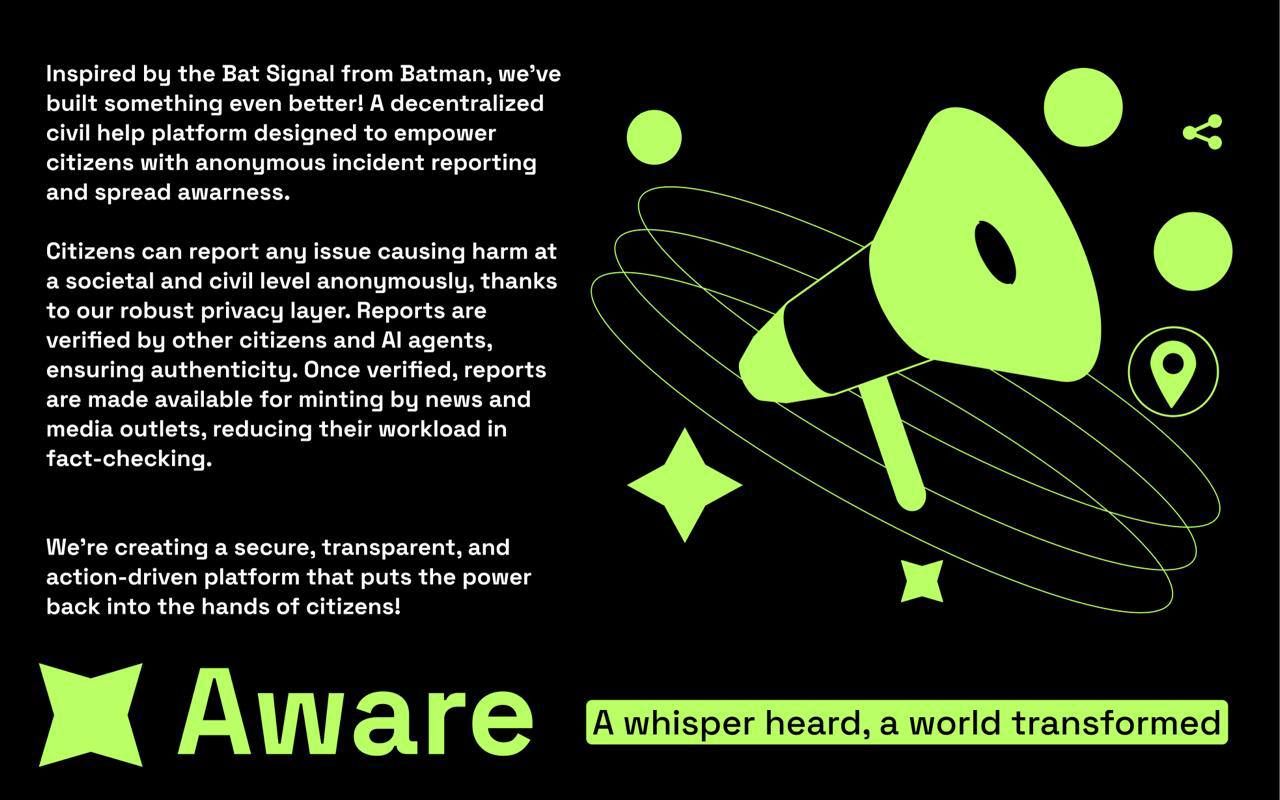 Inspired by the Bat Signal from Batman, we’ve
built something even better! A decentralized
civil help platform designed to empower
citizens with anonymous incident reporting
and spread awarness.
Citizens can report any issue causing harm at
a societal and civil level anonymously, thanks
to our robust privacy layer. Reports are
verified by other citizens and AI agents,
ensuring authenticity. Once verified, reports
are made available for minting by news and
media outlets, reducing their workload in
fact-checking.
We’re creating a secure, transparent, and
action-driven platform that puts the power
back into the hands of citizens!
Aware
A whisper heard, a world transformed